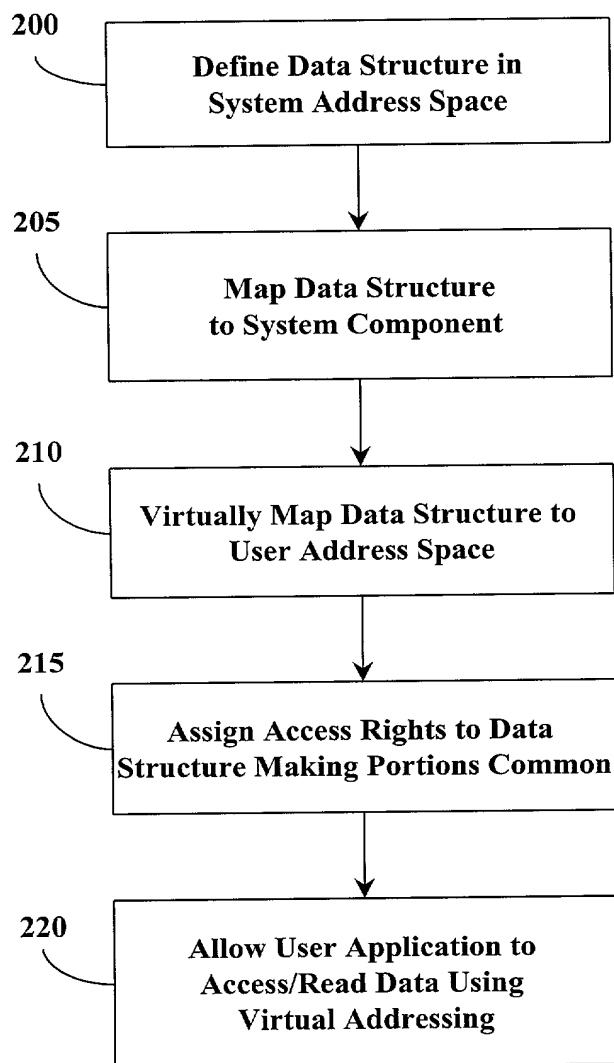 200
Define Data Structure in
System Address Space
205
Map Data Structure
to System Component
210
Virtually Map Data Structure to
User Address Space
215
Assign Access Rights to Data
Structure Making Portions Common
220
Allow User Application to
Access/Read Data Using
Virtual Addressing